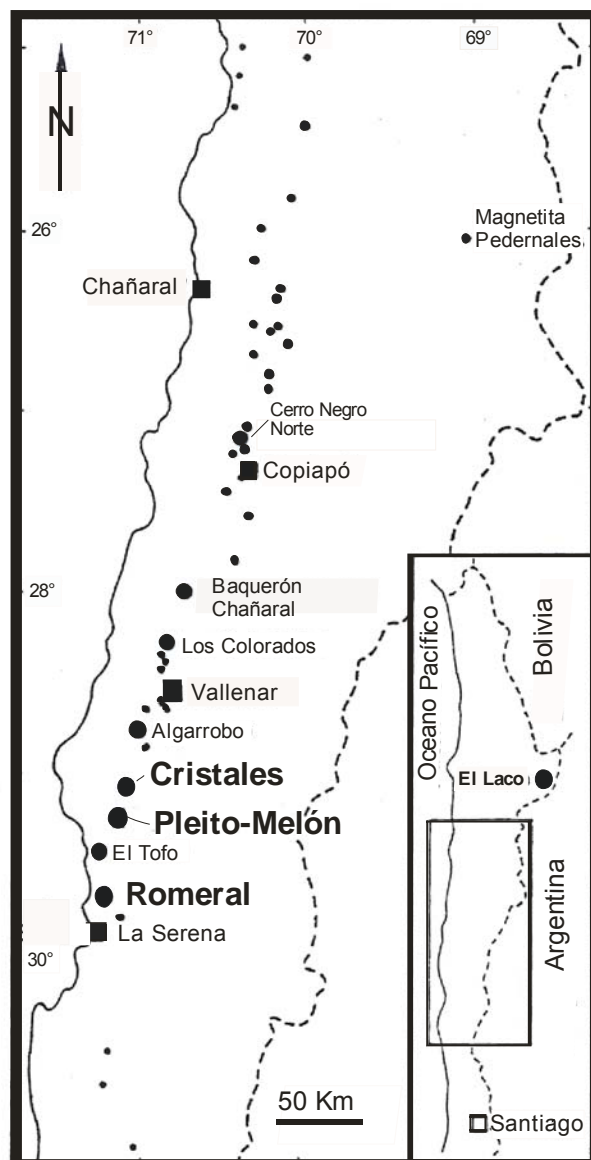 71° 70° 69°
N
26°
Magnetita
Pedernales
Chañaral
Cerro Negro
Norte
Copiapó
28°
Baquerón
Chañaral
Los Colorados
Vallenar
Algarrobo
Cristales
Pleito-Melón
El Tofo
Romeral
La Serena
30°
50 Km
Oceano Pacífico
Bolivia
El Laco
Argentina
Santiago